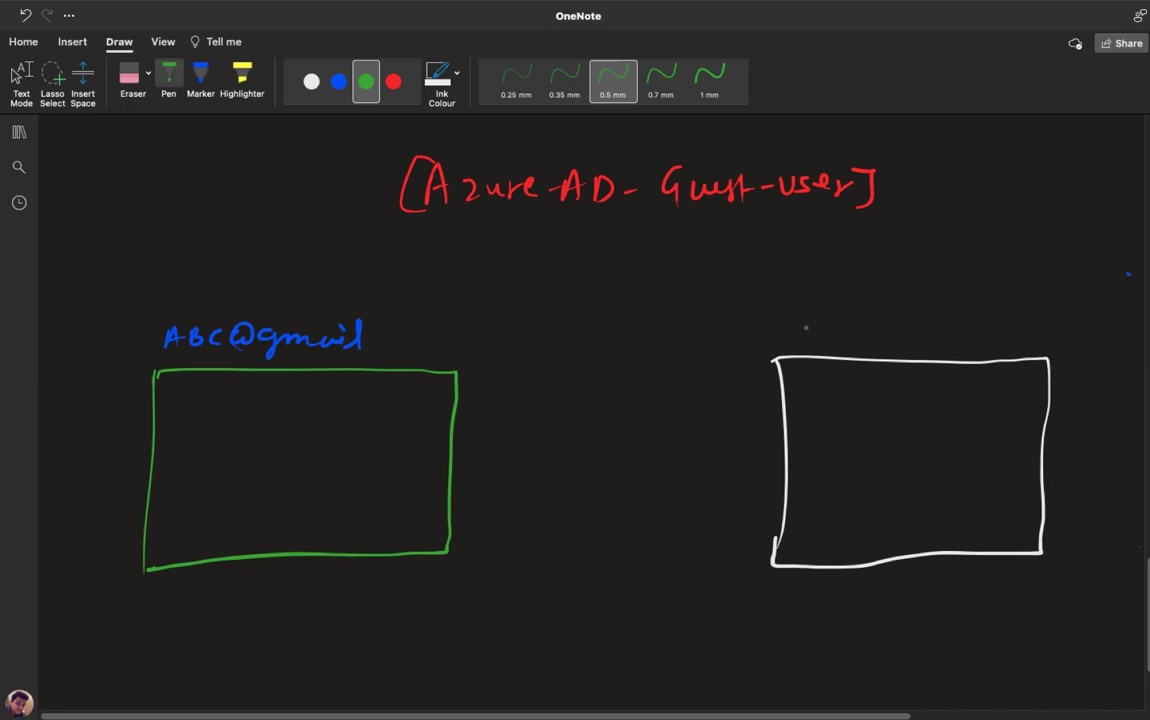 OneNote
Home Insert Draw View Tell me
Share
Text Mode Lasso Select Insert Space Eraser Pen Marker Highlighter Ink Colour 0.25 mm 0.35 mm 0.5 mm 0.7 mm 1 mm
[Azure-AD- Guest-user]
ABC@gmail